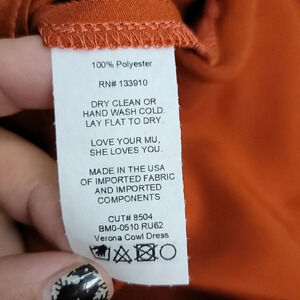 100% Polyester
RN# 133910
DRY CLEAN OR
HAND WASH COLD.
LAY FLAT TO DRY.
LOVE YOUR MU,
SHE LOVES YOU.
MADE IN THE USA
OF IMPORTED FABRIC
AND IMPORTED
COMPONENTS
CUT# 8504
BM0-0510 RU62
Verona Cowl Dress